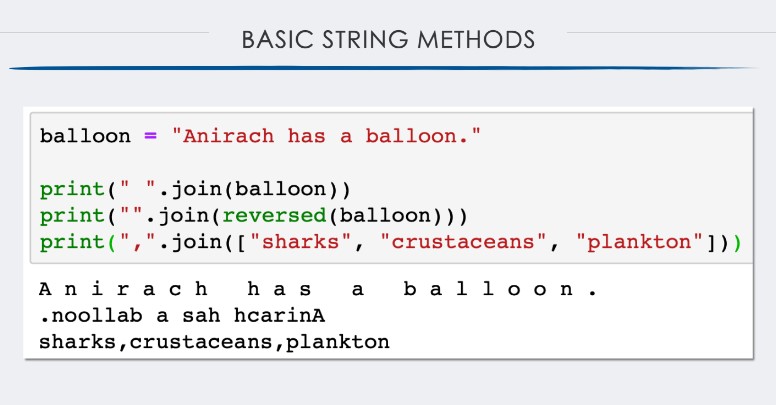 BASIC STRING METHODS
balloon = "Anirach has a balloon."
print(" ".join(balloon))
print("".join(reversed(balloon)))
print(",".join(["sharks", "crustaceans", "plankton"]))
A n i r a c h   h a s   a   b a l l o o n .
.noollab a sah hcarinA
sharks,crustaceans,plankton